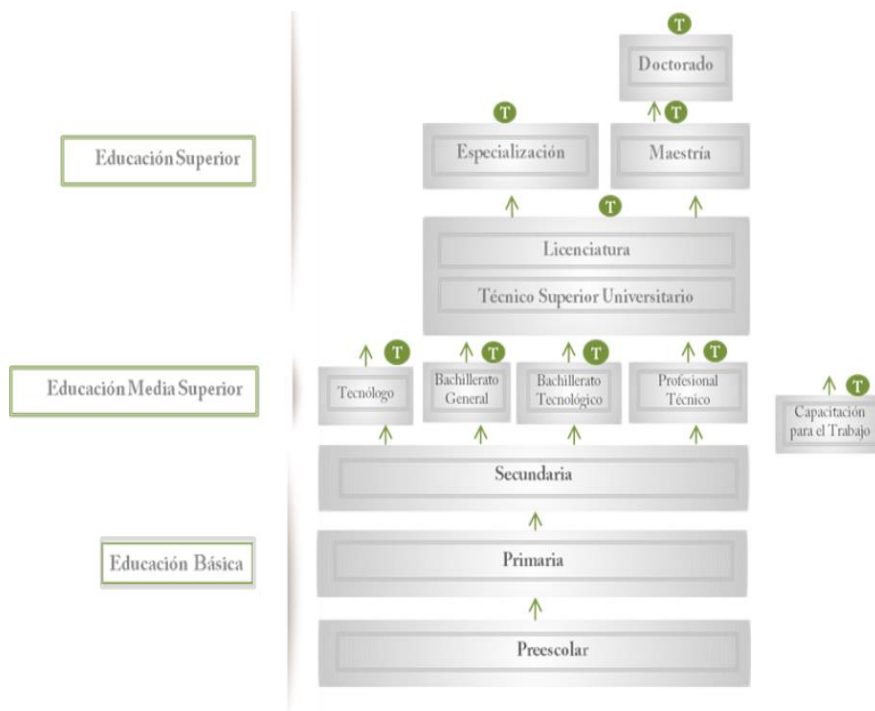 T
Doctorado
T
T
Educación Superior
Especialización
Maestría
T
Licenciatura
Técnico Superior Universitario
T
T
T
T
Educación Media Superior
Tecnólogo
Bachillerato
General
Bachillerato
Tecnológico
Profesional
Técnico
T
Capacitación
para el Trabajo
Secundaria
Educación Básica
Primaria
Preescolar